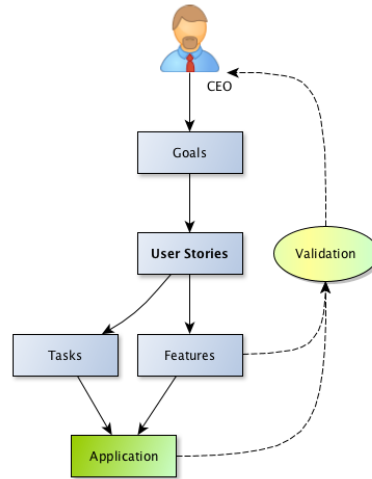 CEO
Goals
User Stories
Validation
Tasks
Features
Application